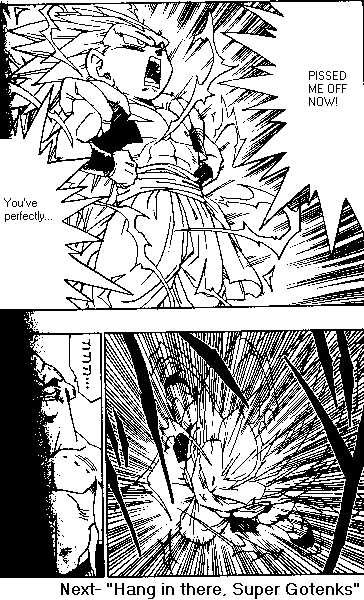 PISSED
ME OFF
NOW!
You've
perfectly...
Next- "Hang in there, Super Gotenks"